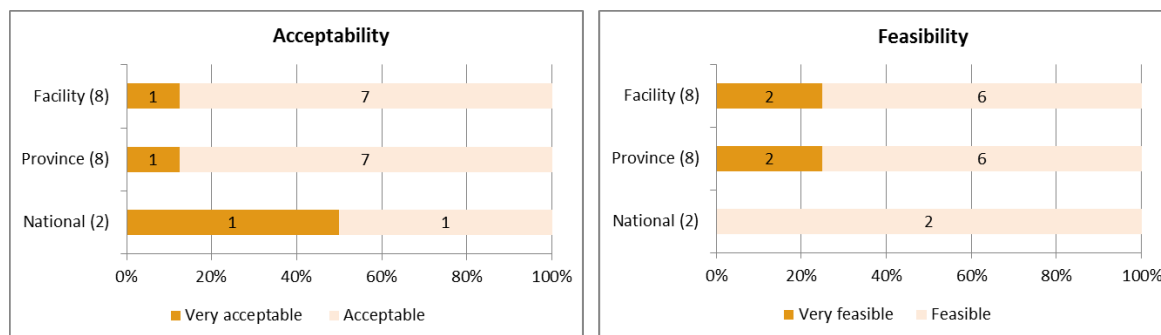 Acceptability
Facility (8)
1
7
Province (8)
1
7
National (2)
1
1
0% 20% 40% 60% 80% 100%
Very acceptable Acceptable
Feasibility
Facility (8)
2
6
Province (8)
2
6
National (2)
2
0% 20% 40% 60% 80% 100%
Very feasible Feasible